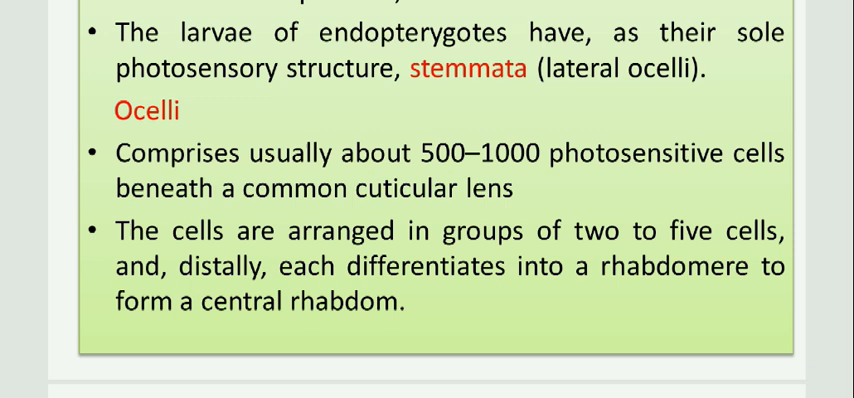 • The larvae of endopterygotes have, as their sole
photosensory structure, stemmata (lateral ocelli).
Ocelli
• Comprises usually about 500–1000 photosensitive cells
beneath a common cuticular lens
• The cells are arranged in groups of two to five cells,
and, distally, each differentiates into a rhabdomere to
form a central rhabdom.